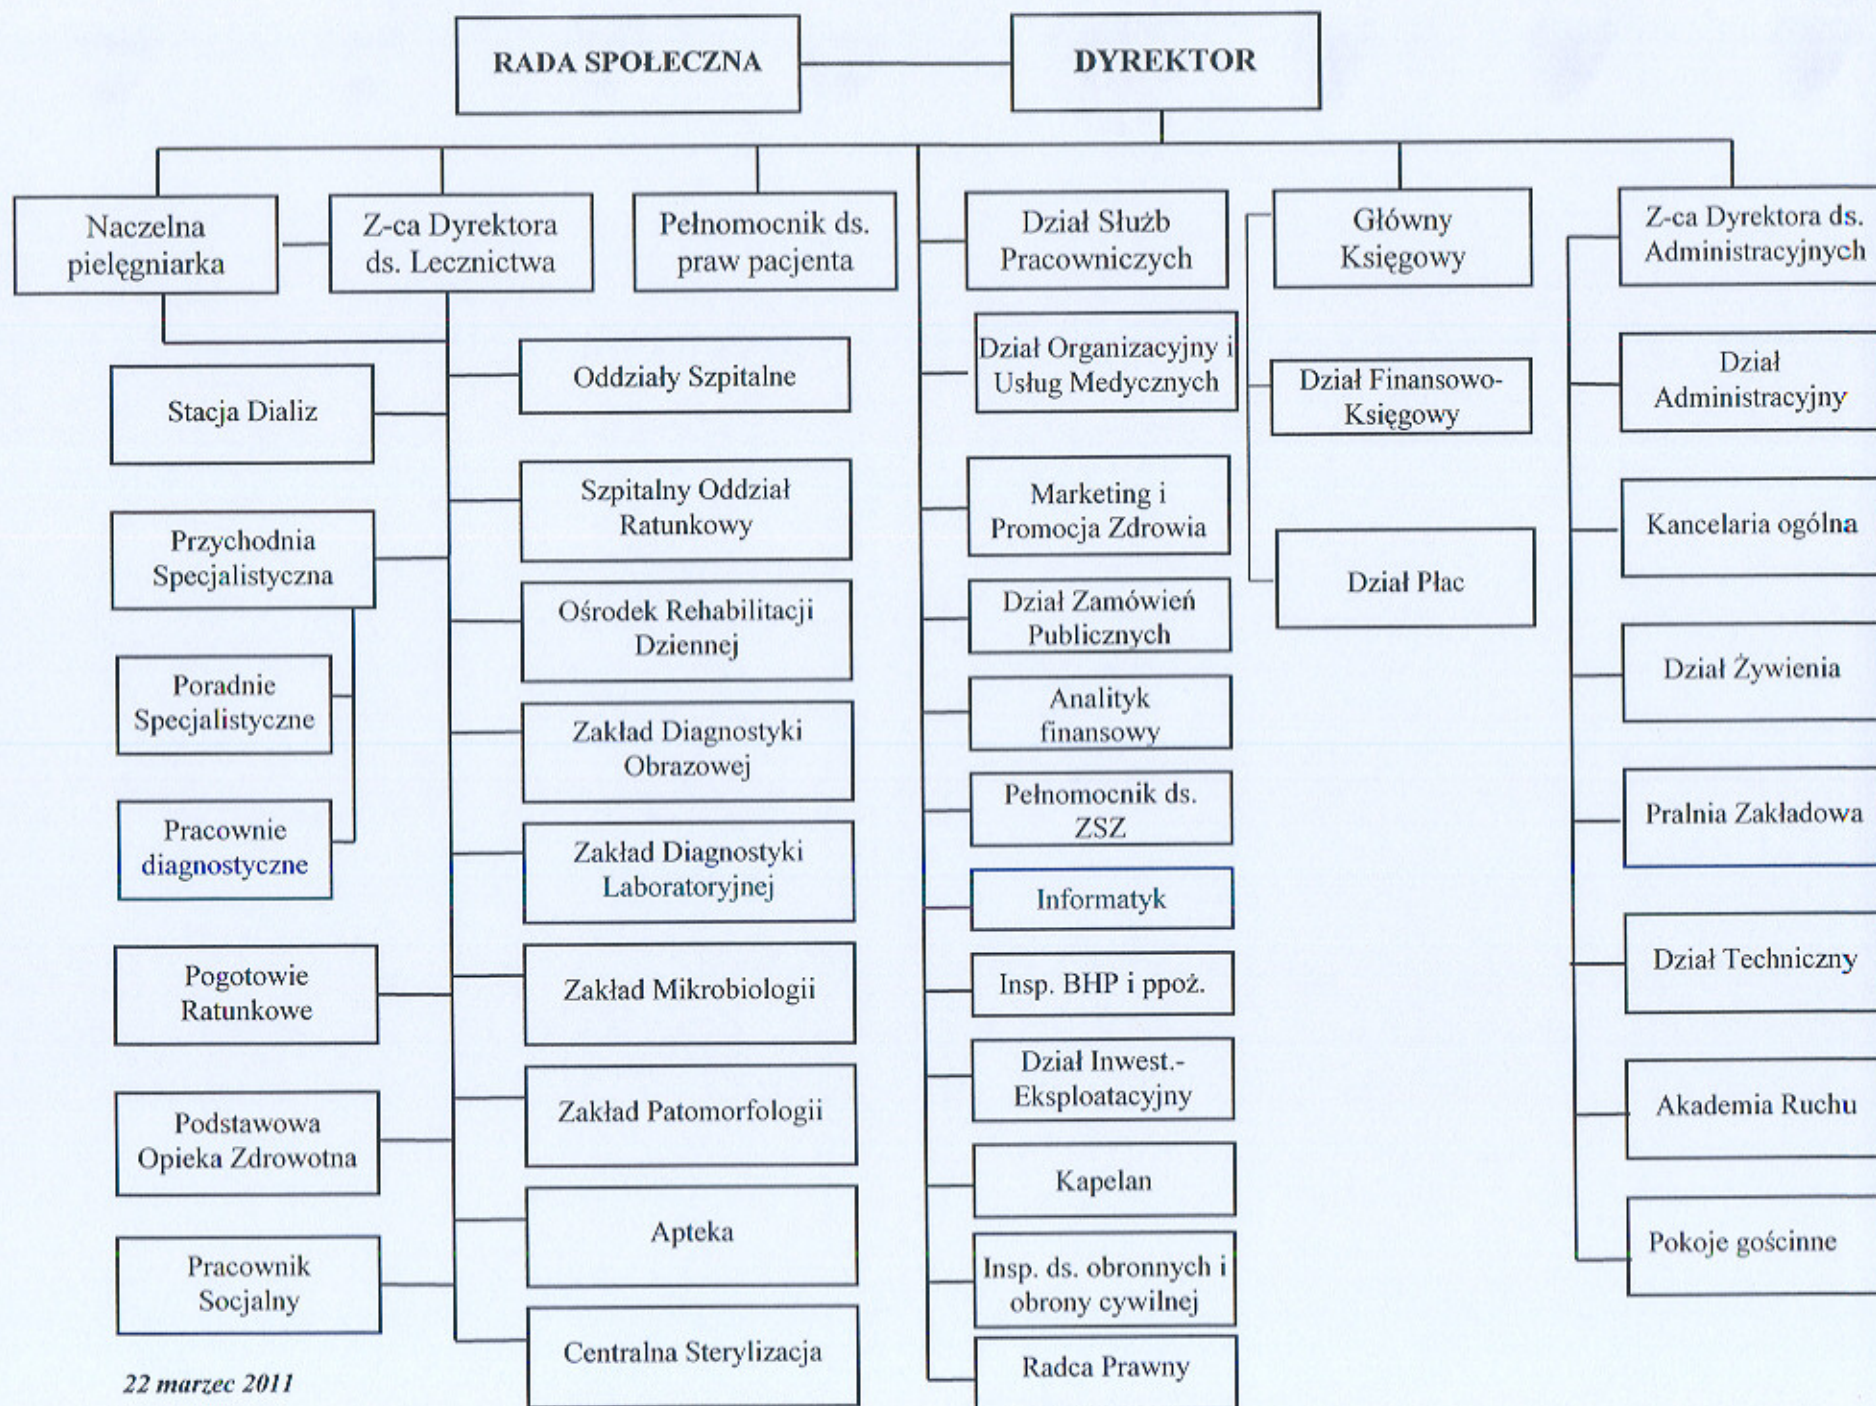 RADA SPOŁECZNA
DYREKTOR
Naczelna
pielęgniarka
Z-ca Dyrektora
ds. Lecznictwa
Pełnomocnik ds.
praw pacjenta
Dział Służb
Pracowniczych
Główny
Księgowy
Z-ca Dyrektora ds.
Administracyjnych
Stacja Dializ
Przychodnia
Specjalistyczna
Poradnie
Specjalistyczne
Pracownie
diagnostyczne
Pogotowie
Ratunkowe
Podstawowa
Opieka Zdrowotna
Pracownik
Socjalny
Oddziały Szpitalne
Szpitalny Oddział
Ratunkowy
Ośrodek Rehabilitacji
Dziennej
Zakład Diagnostyki
Obrazowej
Zakład Diagnostyki
Laboratoryjnej
Zakład Mikrobiologii
Zakład Patomorfologii
Apteka
Centralna Sterylizacja
Dział Organizacyjny i
Usług Medycznych
Marketing i
Promocja Zdrowia
Dział Zamówień
Publicznych
Analityk
finansowy
Pełnomocnik ds.
ZSZ
Informatyk
Insp. BHP i ppoż.
Dział Inwest.-
Eksploatacyjny
Kapelan
Insp. ds. obronnych i
obrony cywilnej
Radca Prawny
Dział Finansowo-
Księgowy
Dział Płac
Dział
Administracyjny
Kancelaria ogólna
Dział Żywienia
Pralnia Zakładowa
Dział Techniczny
Akademia Ruchu
Pokoje gościnne
22 marzec 2011